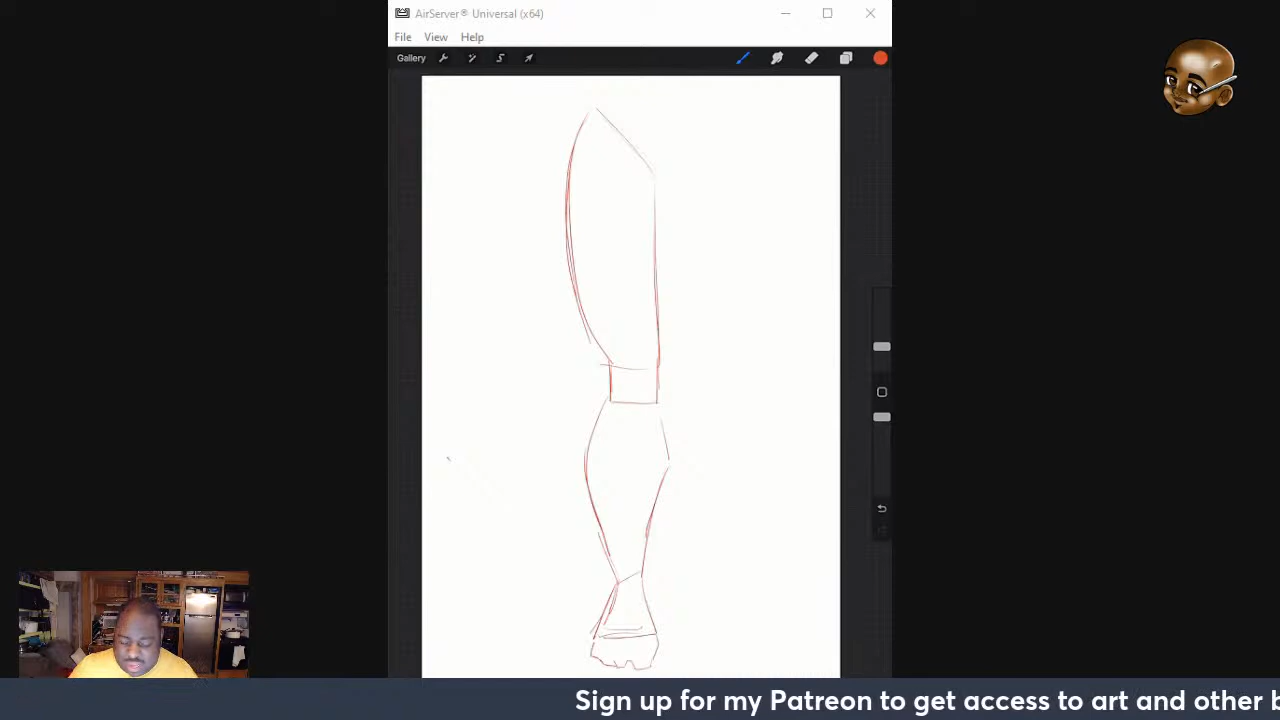 AirServer® Universal (x64)
File View Help
Gallery
Sign up for my Patreon to get access to art and other b